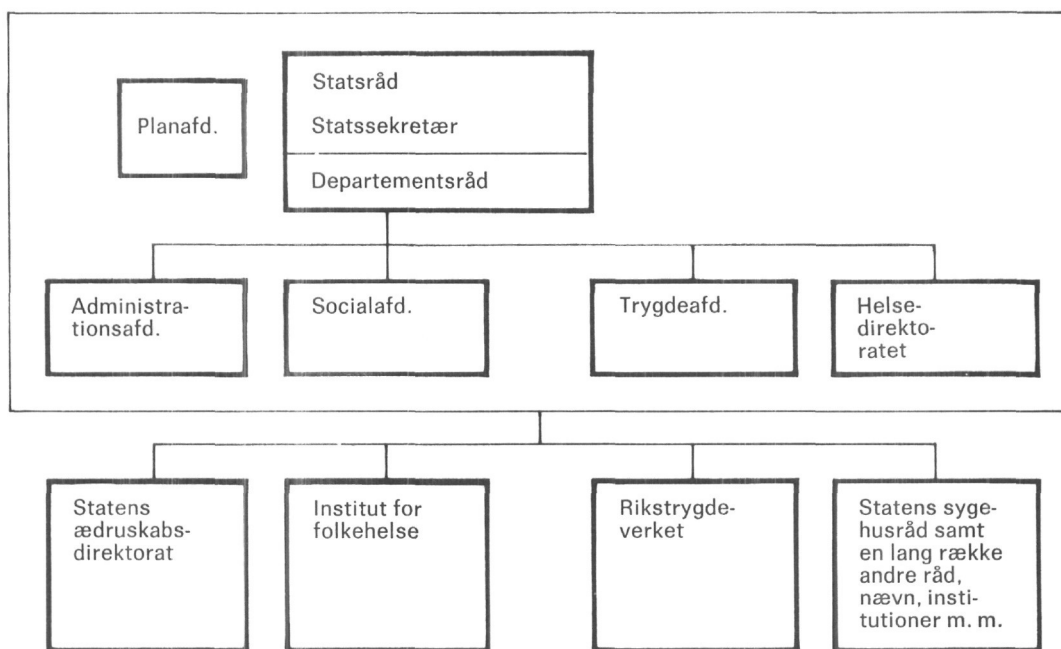 Planafd.
Statsråd
Statssekretær
Departementsråd
Administra-
tionsafd.
Socialafd.
Trygdeafd.
Helse-
direkto-
ratet
Statens
ædruskabs-
direktorat
Institut for
folkehelse
Rikstrygde-
verket
Statens syge-
husråd samt
en lang række
andre råd,
nævn, insti-
tutioner m. m.